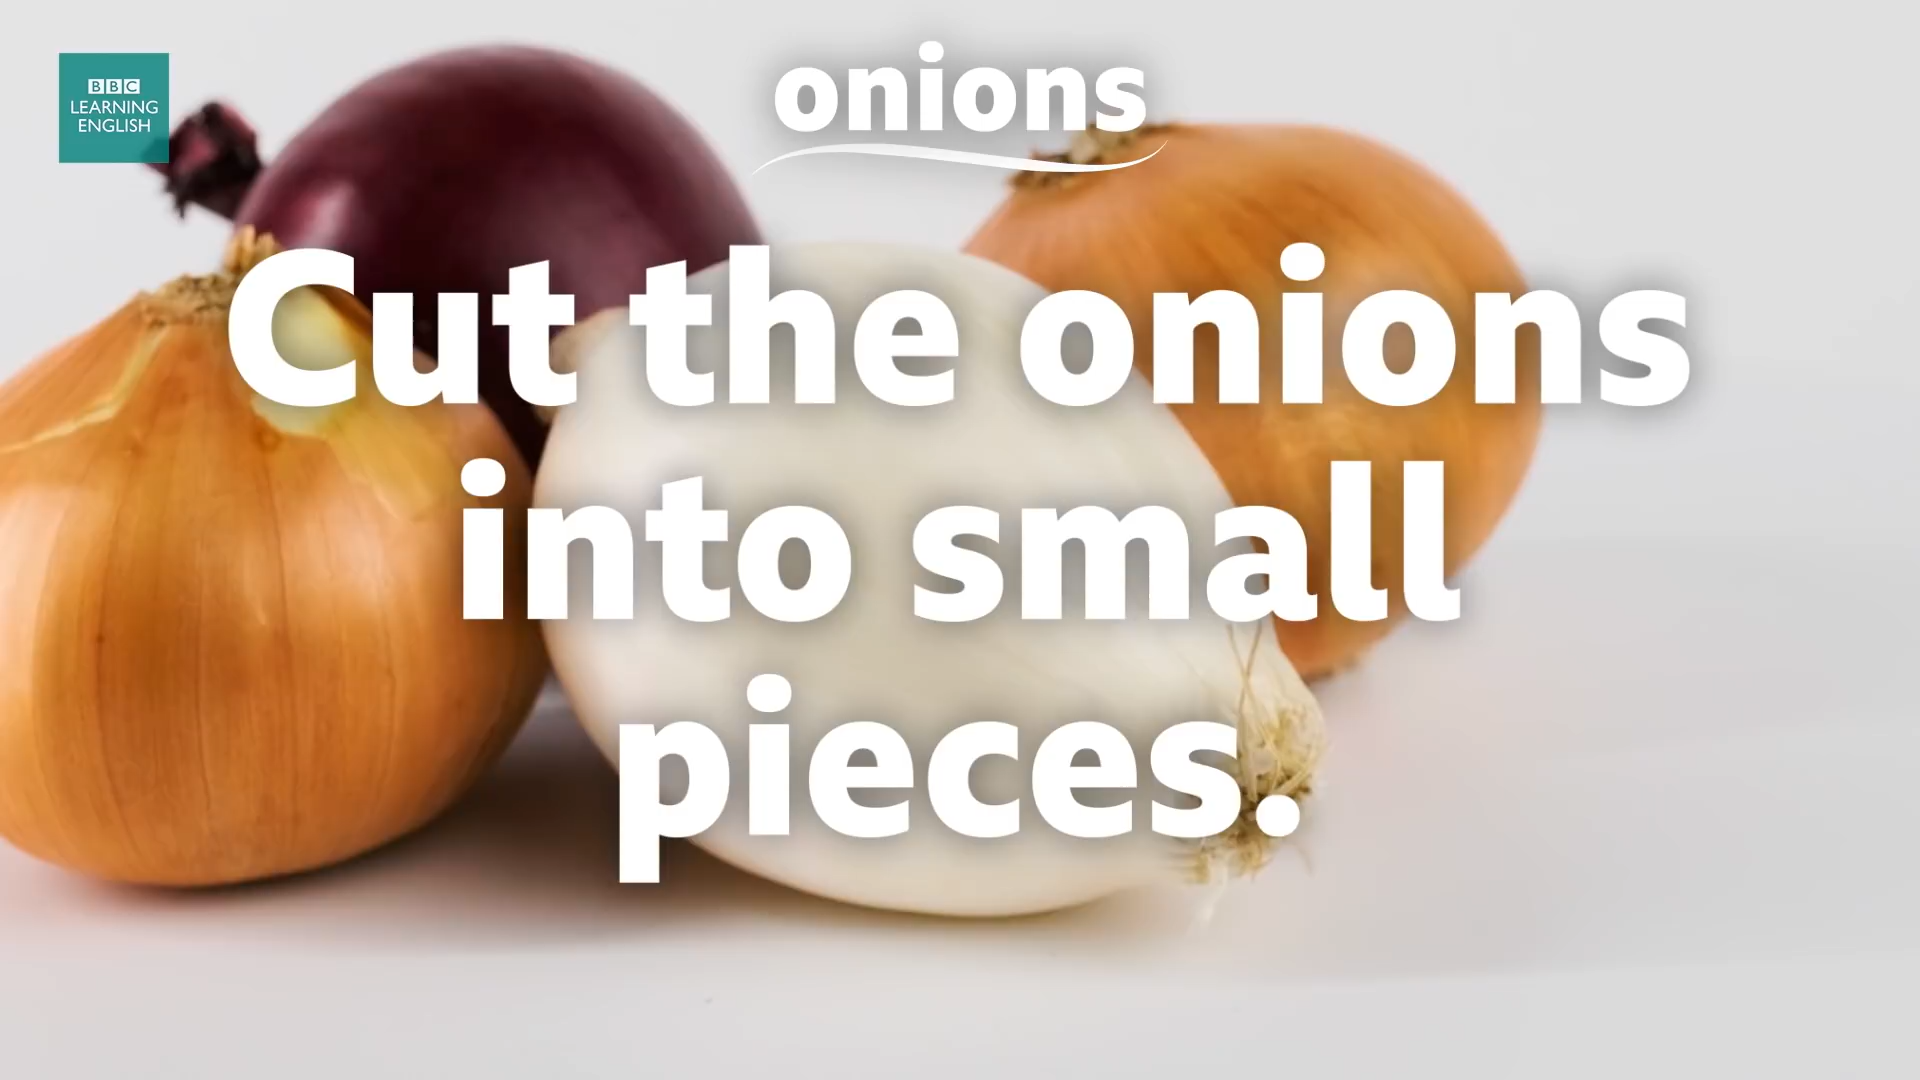 BBC
LEARNING
ENGLISH
onions
Cut the onions
into small
pieces.